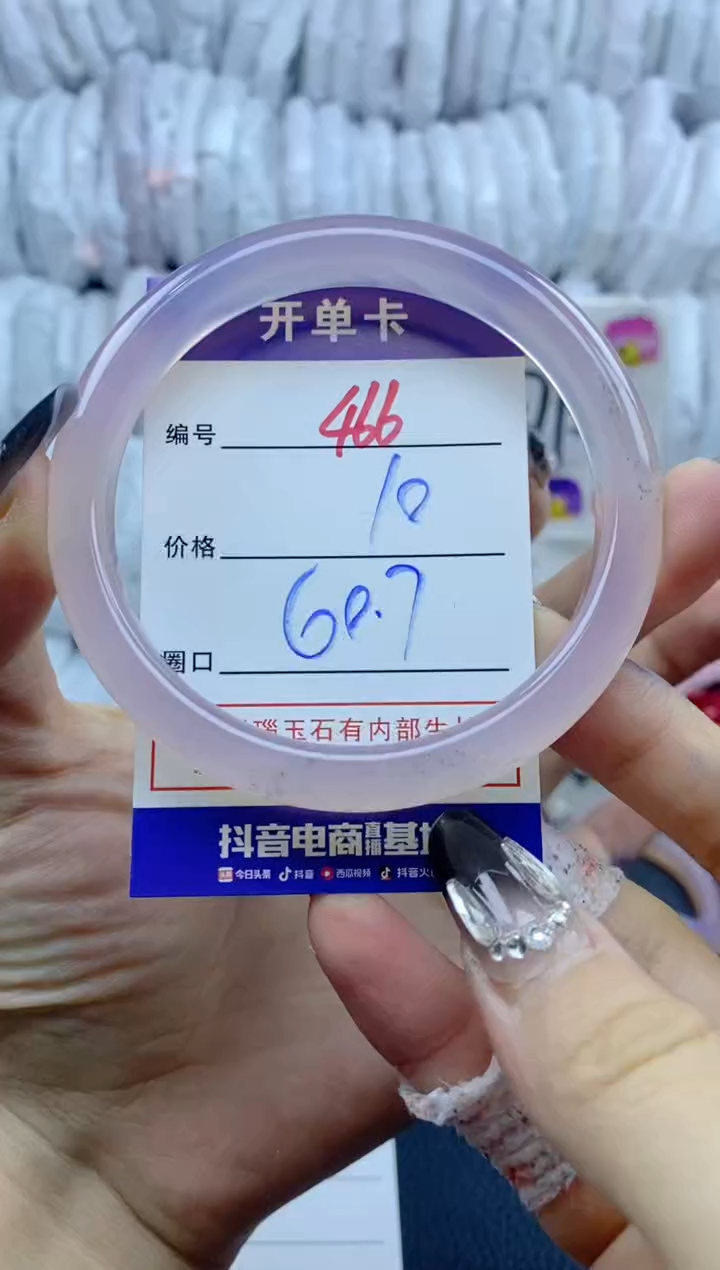 开单卡
编号 466
价格 10
圈口 60.7
瑙玉石有内部生
抖音电商直播基
今日头条 抖音 西瓜视频 抖音火